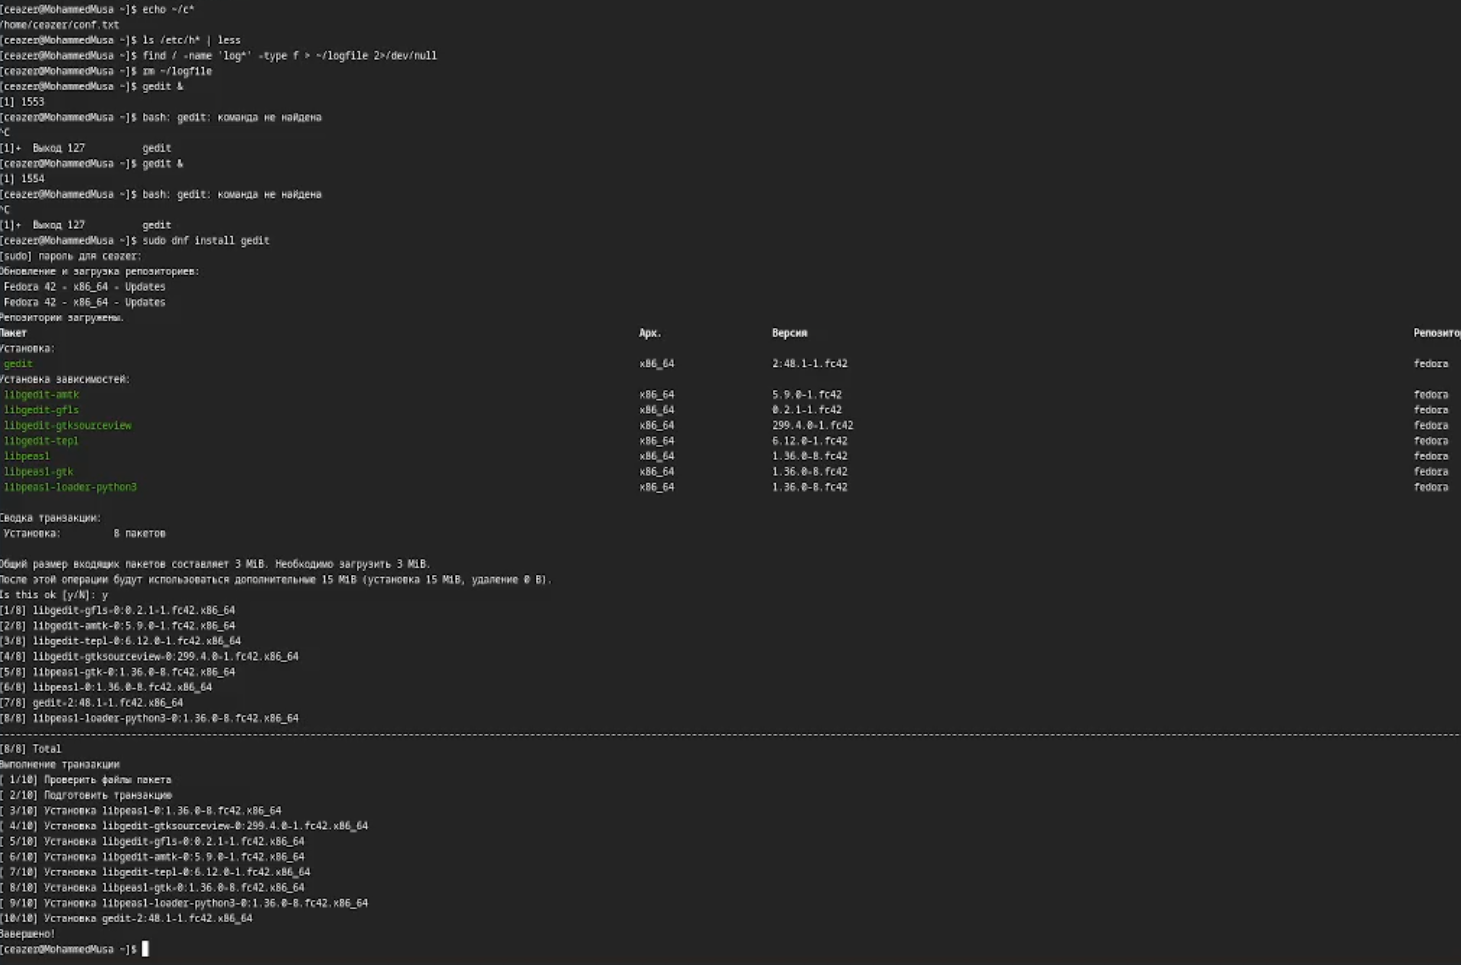 [ceazer@MohammedMusa ~]$ echo ~/c*
/home/ceazer/conf.txt
[ceazer@MohammedMusa ~]$ ls /etc/h* | less
[ceazer@MohammedMusa ~]$ find / -name 'log*' -type f > ~/logfile 2>/dev/null
[ceazer@MohammedMusa ~]$ rm ~/logfile
[ceazer@MohammedMusa ~]$ gedit &
[1] 1553
[ceazer@MohammedMusa ~]$ bash: gedit: команда не найдена
^C
[1]+  Выход 127          gedit
[ceazer@MohammedMusa ~]$ gedit &
[1] 1554
[ceazer@MohammedMusa ~]$ bash: gedit: команда не найдена
^C
[1]+  Выход 127          gedit
[ceazer@MohammedMusa ~]$ sudo dnf install gedit
[sudo] пароль для ceazer:
Обновление и загрузка репозиториев:
Fedora 42 - x86_64 - Updates
Fedora 42 - x86_64 - Updates
Репозитории загружены.
Пакет Арх. Версия Репозитор
Установка:
gedit x86_64 2:48.1-1.fc42 fedora
Установка зависимостей:
libgedit-amtk x86_64 5.9.0-1.fc42 fedora
libgedit-gfls x86_64 0.2.1-1.fc42 fedora
libgedit-gtksourceview x86_64 299.4.0-1.fc42 fedora
libgedit-tepl x86_64 6.12.0-1.fc42 fedora
libpeas1 x86_64 1.36.0-8.fc42 fedora
libpeas1-gtk x86_64 1.36.0-8.fc42 fedora
libpeas1-loader-python3 x86_64 1.36.0-8.fc42 fedora
Сводка транзакции:
Установка: 8 пакетов
Общий размер входящих пакетов составляет 3 MiB. Необходимо загрузить 3 MiB.
После этой операции будут использоваться дополнительные 15 MiB (установка 15 MiB, удаление 0 B).
Is this ok [y/N]: y
[1/8] libgedit-gfls-0:0.2.1-1.fc42.x86_64
[2/8] libgedit-amtk-0:5.9.0-1.fc42.x86_64
[3/8] libgedit-tepl-0:6.12.0-1.fc42.x86_64
[4/8] libgedit-gtksourceview-0:299.4.0-1.fc42.x86_64
[5/8] libpeas1-gtk-0:1.36.0-8.fc42.x86_64
[6/8] libpeas1-0:1.36.0-8.fc42.x86_64
[7/8] gedit-2:48.1-1.fc42.x86_64
[8/8] libpeas1-loader-python3-0:1.36.0-8.fc42.x86_64
[8/8] Total
Выполнение транзакции
[ 1/10] Проверить файлы пакета
[ 2/10] Подготовить транзакцию
[ 3/10] Установка libpeas1-0:1.36.0-8.fc42.x86_64
[ 4/10] Установка libgedit-gtksourceview-0:299.4.0-1.fc42.x86_64
[ 5/10] Установка libgedit-gfls-0:0.2.1-1.fc42.x86_64
[ 6/10] Установка libgedit-amtk-0:5.9.0-1.fc42.x86_64
[ 7/10] Установка libgedit-tepl-0:6.12.0-1.fc42.x86_64
[ 8/10] Установка libpeas1-gtk-0:1.36.0-8.fc42.x86_64
[ 9/10] Установка libpeas1-loader-python3-0:1.36.0-8.fc42.x86_64
[10/10] Установка gedit-2:48.1-1.fc42.x86_64
Завершено!
[ceazer@MohammedMusa ~]$